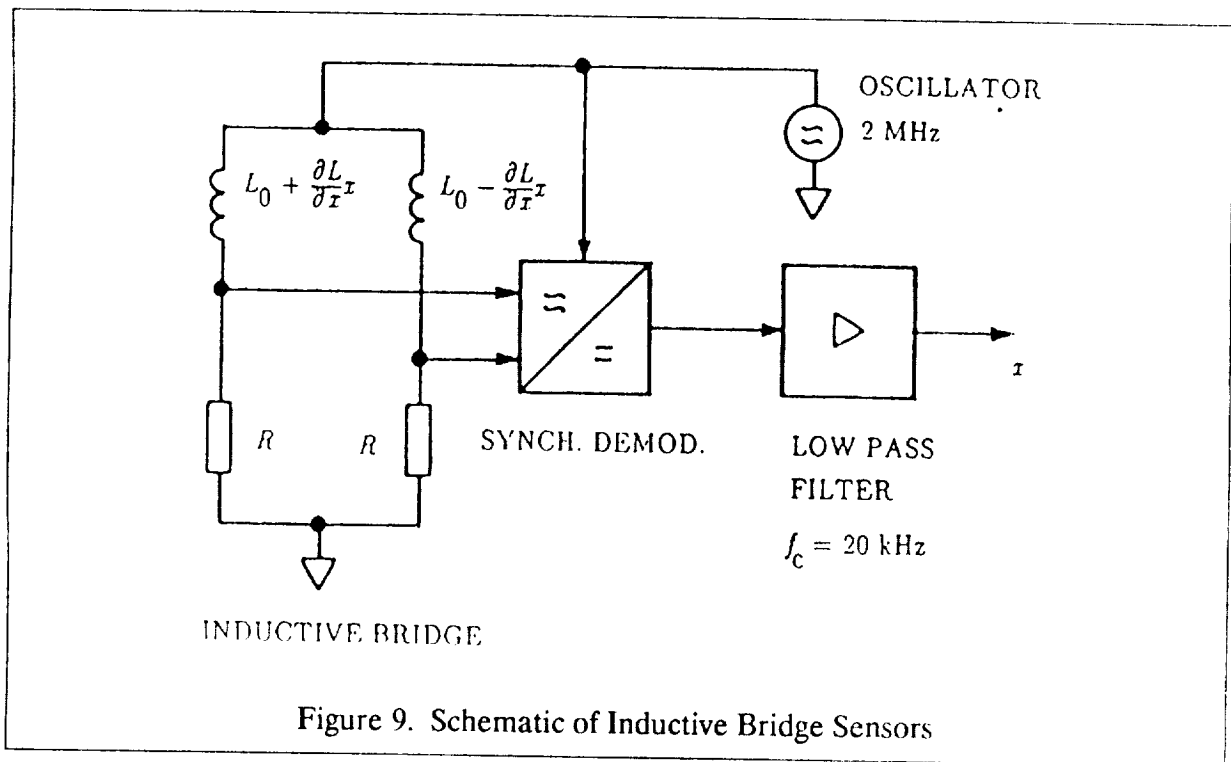 OSCILLATOR
2 MHz
L₀ + ∂L/∂x x
L₀ − ∂L/∂x x
≈
≈
=
▷
x
R
R
SYNCH. DEMOD.
LOW PASS
FILTER
f_c = 20 kHz
INDUCTIVE BRIDGE
Figure 9. Schematic of Inductive Bridge Sensors